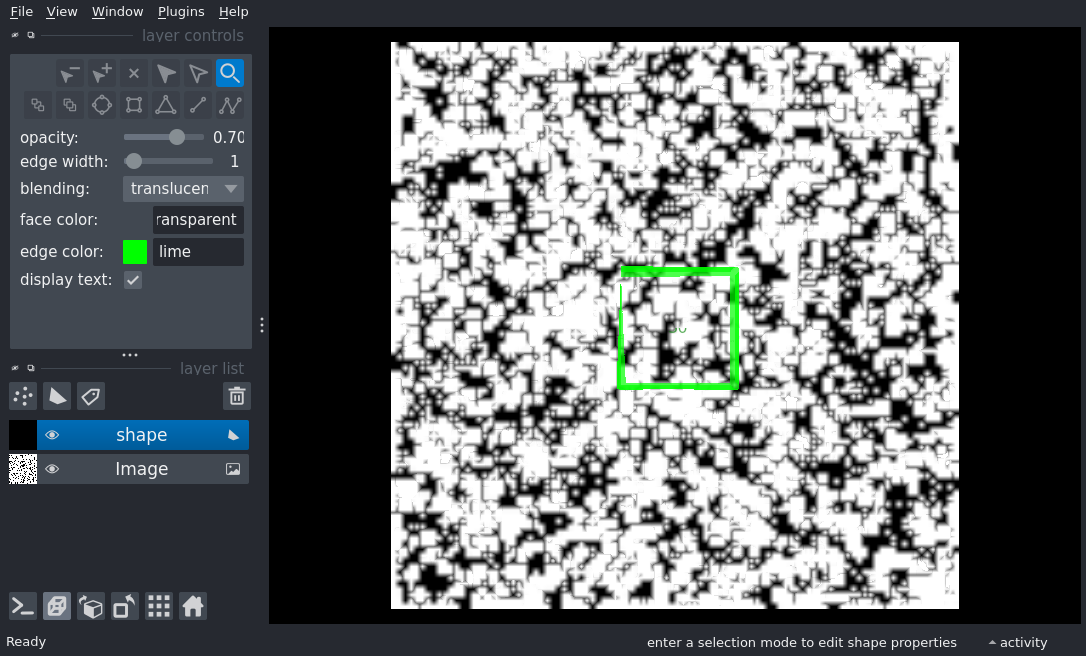 File View Window Plugins Help
layer controls
opacity: 0.70
edge width: 1
blending: translucen
face color: ransparent
edge color: lime
display text:
layer list
shape
Image
Ready
enter a selection mode to edit shape properties
activity